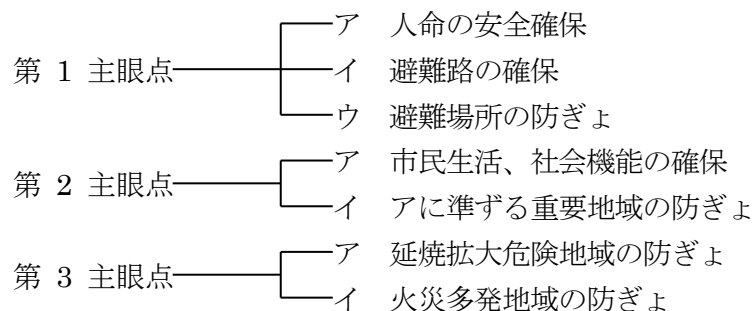 第 1 主眼点
ア 人命の安全確保
イ 避難路の確保
ウ 避難場所の防ぎょ
第 2 主眼点
ア 市民生活、社会機能の確保
イ アに準ずる重要地域の防ぎょ
第 3 主眼点
ア 延焼拡大危険地域の防ぎょ
イ 火災多発地域の防ぎょ